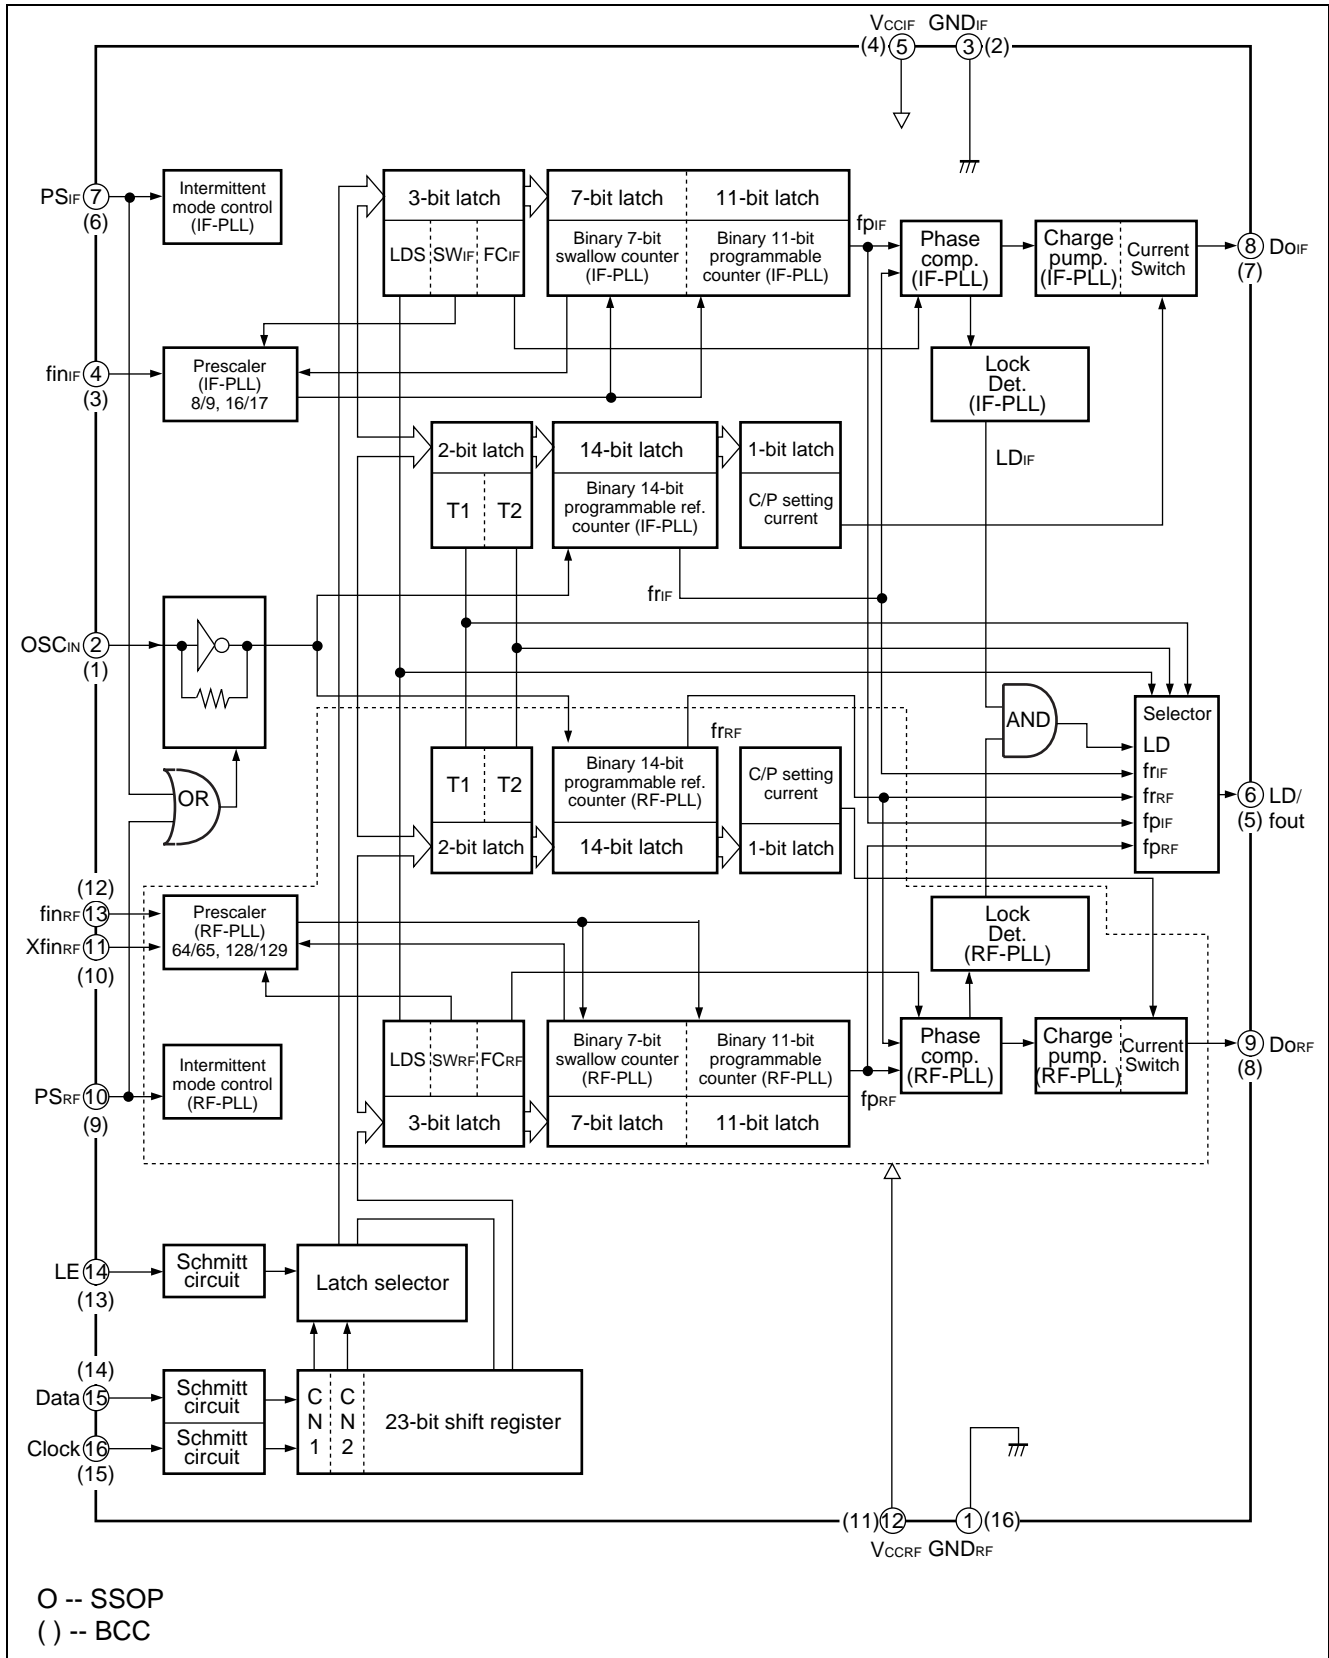 VCCIF GNDIF
(4) 5 3 (2)
PSIF 7
(6)
Intermittent
mode control
(IF-PLL)
3-bit latch
LDS SWIF FCIF
7-bit latch 11-bit latch
Binary 7-bit
swallow counter
(IF-PLL)
Binary 11-bit
programmable
counter (IF-PLL)
fpIF
Phase
comp.
(IF-PLL)
Charge
pump.
(IF-PLL)
Current
Switch
8 DoIF
(7)
finIF 4
(3)
Prescaler
(IF-PLL)
8/9, 16/17
Lock
Det.
(IF-PLL)
LDIF
2-bit latch
T1 T2
14-bit latch
Binary 14-bit
programmable ref.
counter (IF-PLL)
1-bit latch
C/P setting
current
frIF
OSCIN 2
(1)
OR
AND
Selector
LD
frIF
frRF
fpIF
fpRF
6 LD/
(5) fout
frRF
T1 T2
2-bit latch
Binary 14-bit
programmable ref.
counter (RF-PLL)
14-bit latch
C/P setting
current
1-bit latch
(12)
finRF 13
XfinRF 11
(10)
Prescaler
(RF-PLL)
64/65, 128/129
Lock
Det.
(RF-PLL)
LDS SWRF FCRF
3-bit latch
Binary 7-bit
swallow counter
(RF-PLL)
Binary 11-bit
programmable
counter (RF-PLL)
7-bit latch 11-bit latch
fpRF
Phase
comp.
(RF-PLL)
Charge
pump.
(RF-PLL)
Current
Switch
9 DoRF
(8)
PSRF 10
(9)
Intermittent
mode control
(RF-PLL)
LE 14
(13)
Schmitt
circuit
Latch selector
(14)
Data 15
Schmitt
circuit
Clock 16
(15)
Schmitt
circuit
C
N
1
C
N
2
23-bit shift register
(11) 12 1 (16)
VCCRF GNDRF
O -- SSOP
( ) -- BCC